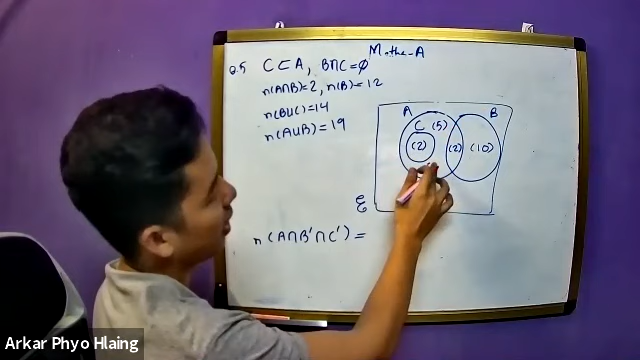 Maths-A
Q.5 C⊂A, B∩C=∅
n(A∩B)=2, n(B)=12
n(B∪C)=14
n(A∪B)=19
A B
C (5)
(2) (2) (10)
ℰ
n(A∩B'∩C') =
Arkar Phyo Hlaing